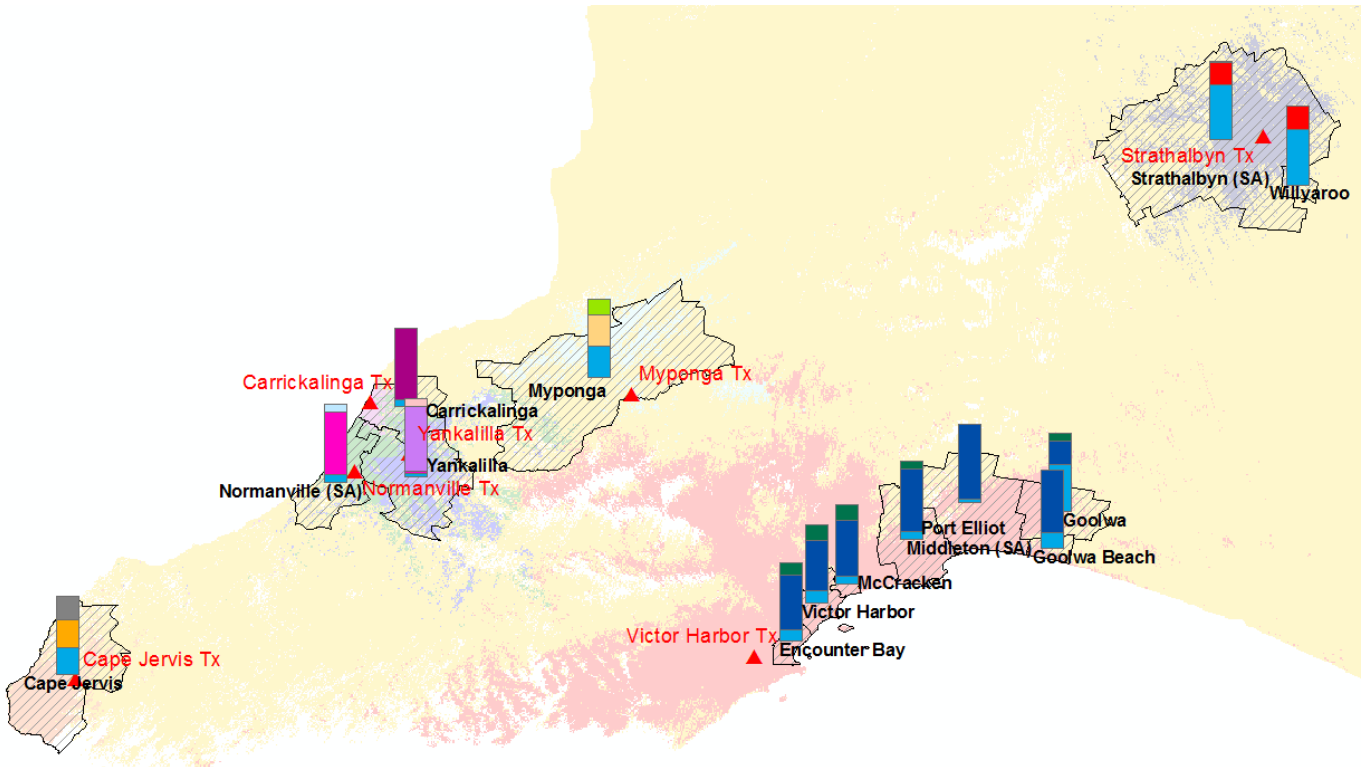 Strathalbyn Tx
Strathalbyn (SA)
Willyaroo
Carrickalinga Tx
Myponga Tx
Myponga
Carrickalinga
Yankalilla Tx
Yankalilla
Normanville (SA)
Normanville Tx
Goolwa
Port Elliot
Middleton (SA)
Goolwa Beach
McCracken
Victor Harbor
Victor Harbor Tx
Encounter Bay
Cape Jervis Tx
Cape Jervis